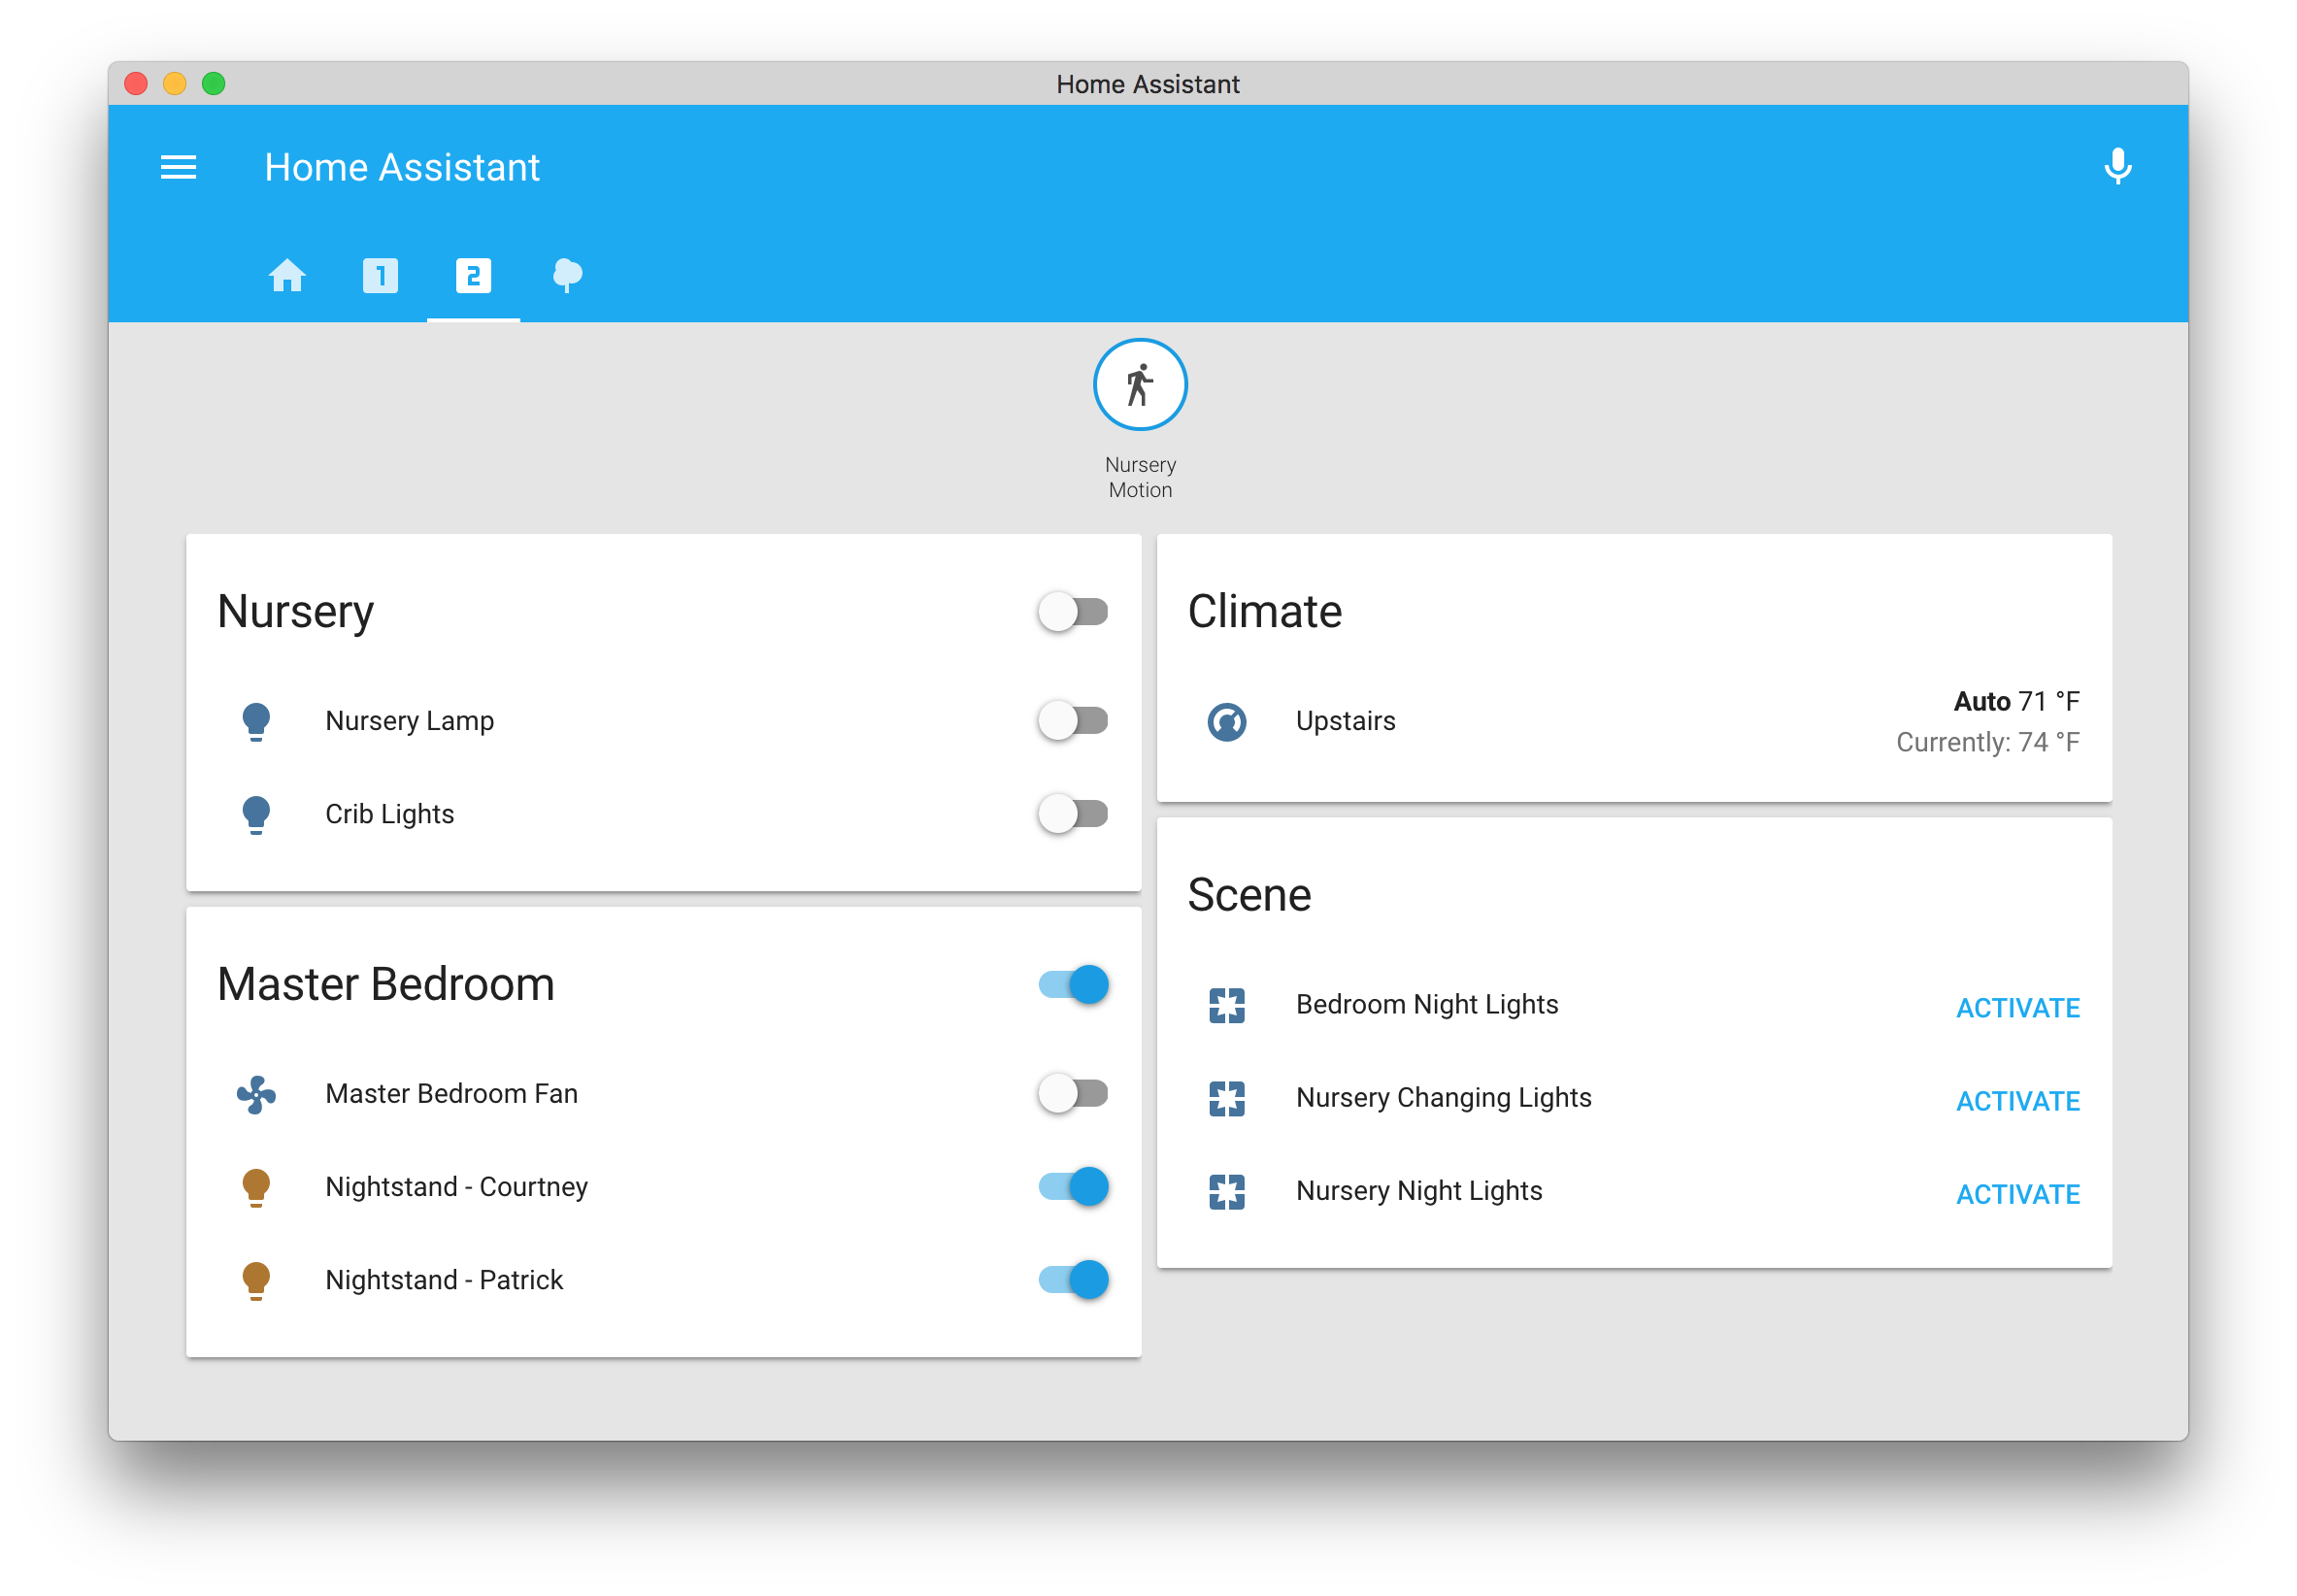 Home Assistant
Home Assistant
1
2
Nursery
Motion
Nursery
Nursery Lamp
Crib Lights
Master Bedroom
Master Bedroom Fan
Nightstand - Courtney
Nightstand - Patrick
Climate
Upstairs
Auto 71 °F
Currently: 74 °F
Scene
Bedroom Night Lights
ACTIVATE
Nursery Changing Lights
ACTIVATE
Nursery Night Lights
ACTIVATE